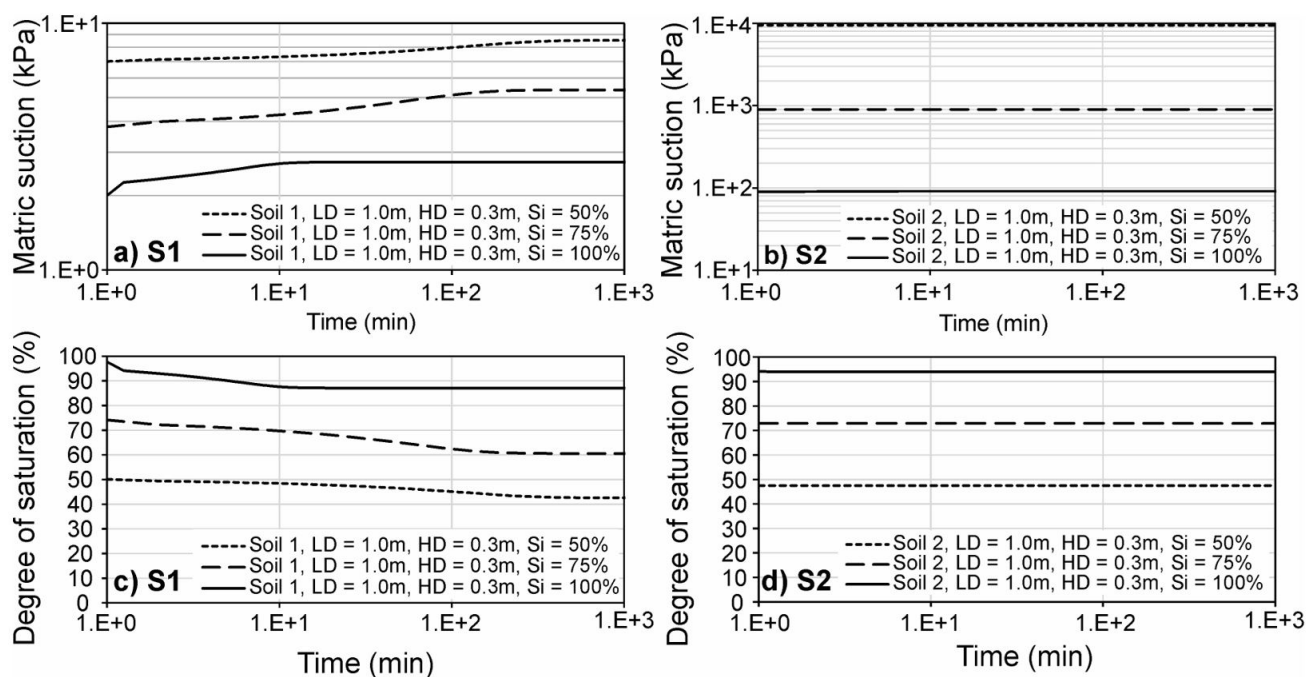 Matric suction (kPa)
1.E+1
1.E+0
Soil 1, LD = 1.0m, HD = 0.3m, Si = 50%
Soil 1, LD = 1.0m, HD = 0.3m, Si = 75%
Soil 1, LD = 1.0m, HD = 0.3m, Si = 100%
a) S1
1.E+0
1.E+1
1.E+2
1.E+3
Time (min)
Matric suction (kPa)
1.E+4
1.E+3
1.E+2
1.E+1
Soil 2, LD = 1.0m, HD = 0.3m, Si = 50%
Soil 2, LD = 1.0m, HD = 0.3m, Si = 75%
Soil 2, LD = 1.0m, HD = 0.3m, Si = 100%
b) S2
1.E+0
1.E+1
1.E+2
1.E+3
Time (min)
Degree of saturation (%)
100
90
80
70
60
50
40
30
20
10
0
Soil 1, LD = 1.0m, HD = 0.3m, Si = 50%
Soil 1, LD = 1.0m, HD = 0.3m, Si = 75%
Soil 1, LD = 1.0m, HD = 0.3m, Si = 100%
c) S1
1.E+0
1.E+1
1.E+2
1.E+3
Time (min)
Degree of saturation (%)
100
90
80
70
60
50
40
30
20
10
0
Soil 2, LD = 1.0m, HD = 0.3m, Si = 50%
Soil 2, LD = 1.0m, HD = 0.3m, Si = 75%
Soil 2, LD = 1.0m, HD = 0.3m, Si = 100%
d) S2
1.E+0
1.E+1
1.E+2
1.E+3
Time (min)